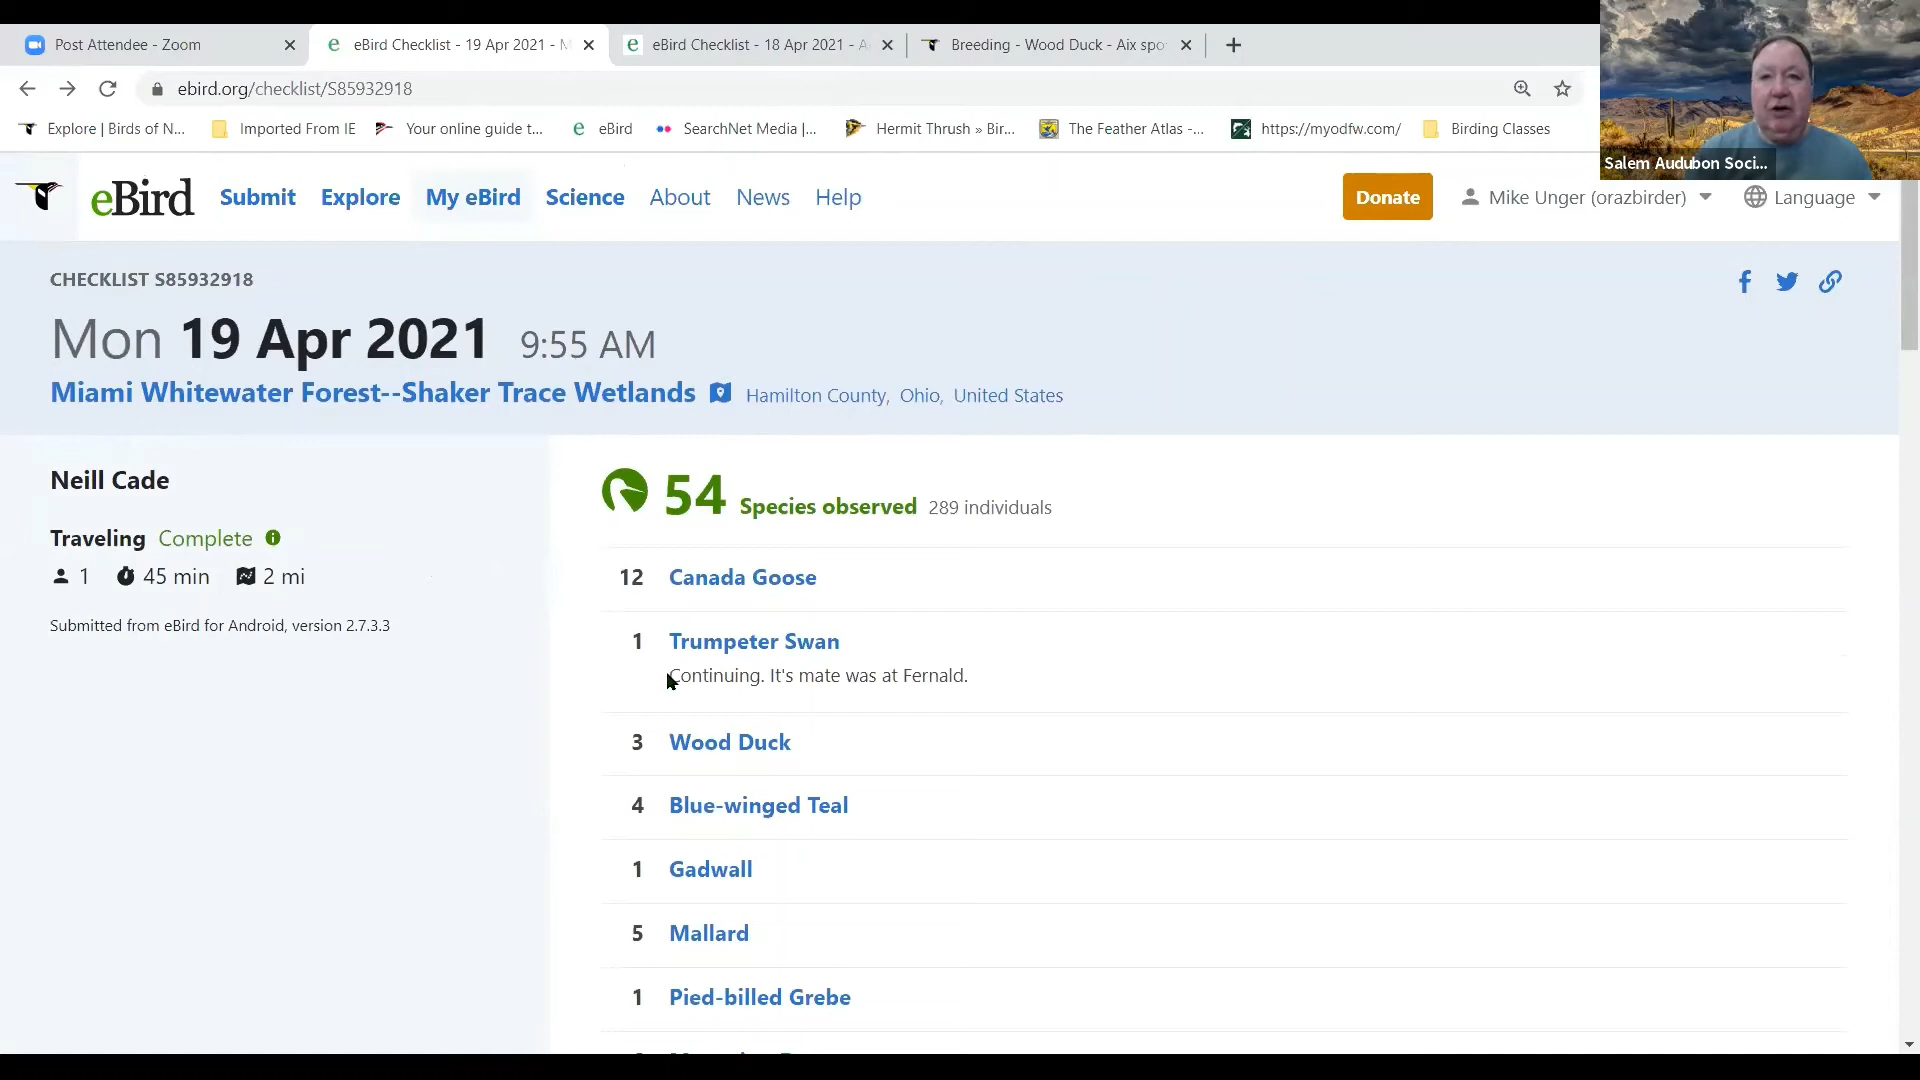 Post Attendee - Zoom
eBird Checklist - 19 Apr 2021 - M
eBird Checklist - 18 Apr 2021 - A
Breeding - Wood Duck - Aix spo
ebird.org/checklist/S85932918
Explore | Birds of N...
Imported From IE
Your online guide t...
eBird
SearchNet Media |...
Hermit Thrush » Bir...
The Feather Atlas -...
https://myodfw.com/
Birding Classes
Salem Audubon Soci...
eBird
Submit
Explore
My eBird
Science
About
News
Help
Donate
Mike Unger (orazbirder)
Language
CHECKLIST S85932918
Mon 19 Apr 2021 9:55 AM
Miami Whitewater Forest--Shaker Trace Wetlands
Hamilton County, Ohio, United States
Neill Cade
Traveling Complete
1 45 min 2 mi
Submitted from eBird for Android, version 2.7.3.3
54 Species observed 289 individuals
12 Canada Goose
1 Trumpeter Swan
Continuing. It's mate was at Fernald.
3 Wood Duck
4 Blue-winged Teal
1 Gadwall
5 Mallard
1 Pied-billed Grebe